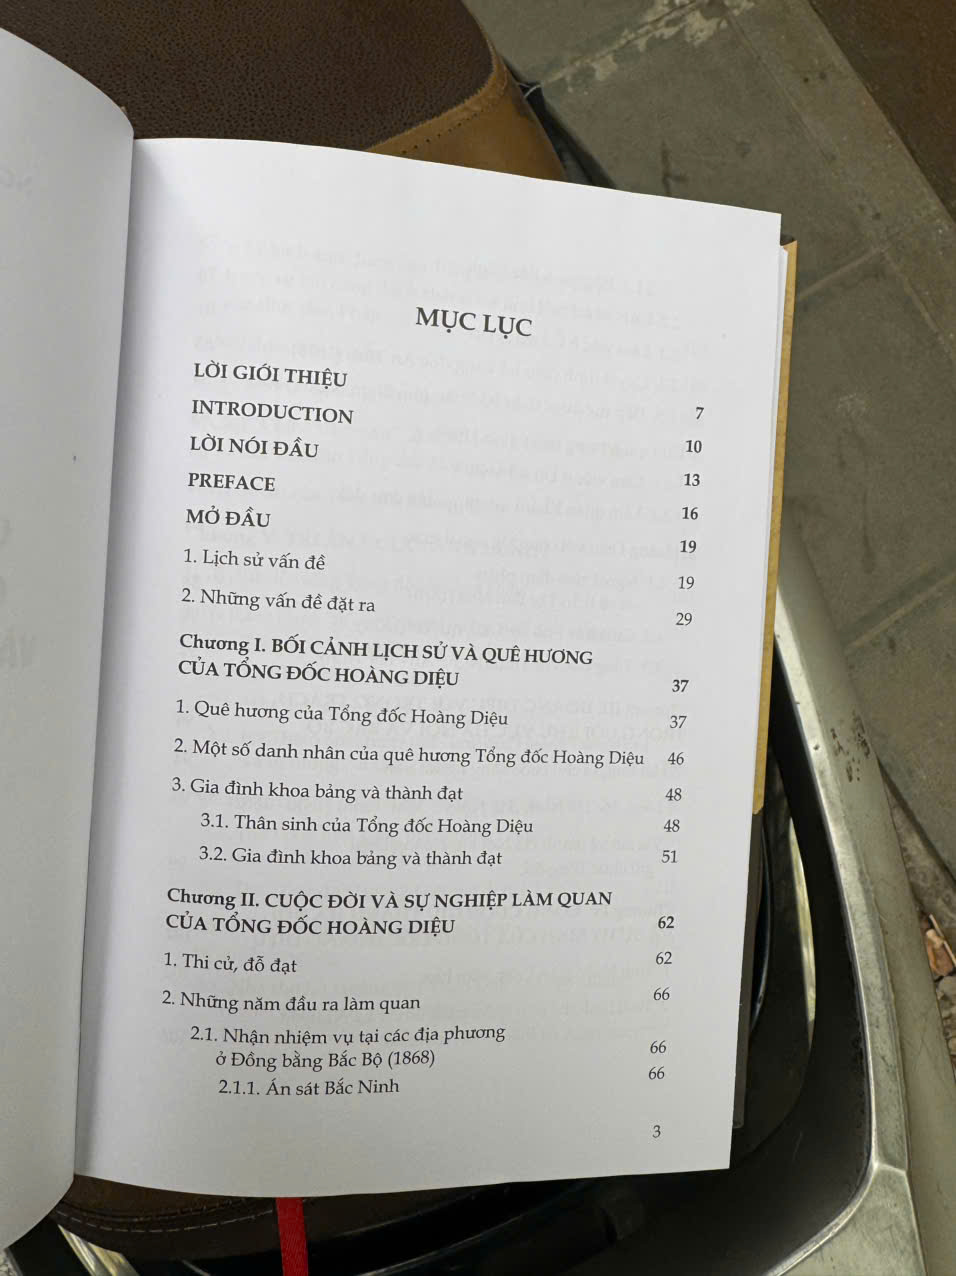 MỤC LỤC
LỜI GIỚI THIỆU 7
INTRODUCTION 10
LỜI NÓI ĐẦU 13
PREFACE 16
MỞ ĐẦU 19
1. Lịch sử vấn đề 19
2. Những vấn đề đặt ra 29
Chương I. BỐI CẢNH LỊCH SỬ VÀ QUÊ HƯƠNG
CỦA TỔNG ĐỐC HOÀNG DIỆU 37
1. Quê hương của Tổng đốc Hoàng Diệu 37
2. Một số danh nhân của quê hương Tổng đốc Hoàng Diệu 46
3. Gia đình khoa bảng và thành đạt 48
3.1. Thân sinh của Tổng đốc Hoàng Diệu 48
3.2. Gia đình khoa bảng và thành đạt 51
Chương II. CUỘC ĐỜI VÀ SỰ NGHIỆP LÀM QUAN
CỦA TỔNG ĐỐC HOÀNG DIỆU 62
1. Thi cử, đỗ đạt 62
2. Những năm đầu ra làm quan 66
2.1. Nhận nhiệm vụ tại các địa phương
ở Đồng bằng Bắc Bộ (1868) 66
2.1.1. Án sát Bắc Ninh 66
3